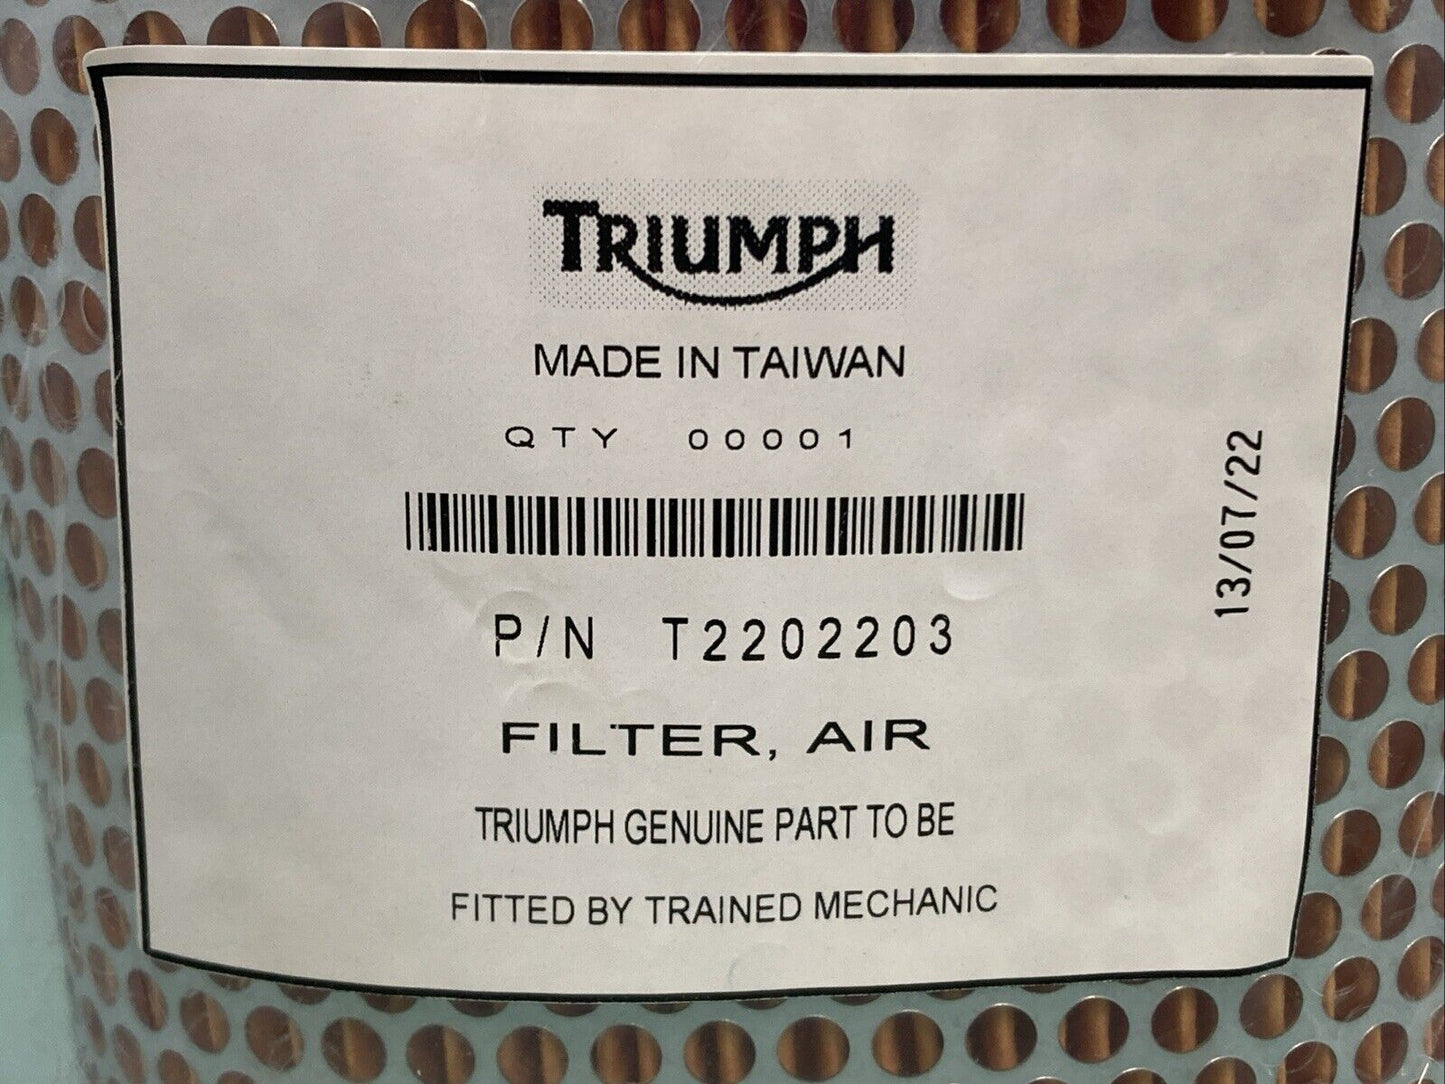 TRIUMPH
MADE IN TAIWAN
QTY 00001
P/N T2202203
FILTER, AIR
TRIUMPH GENUINE PART TO BE
FITTED BY TRAINED MECHANIC
13/07/22